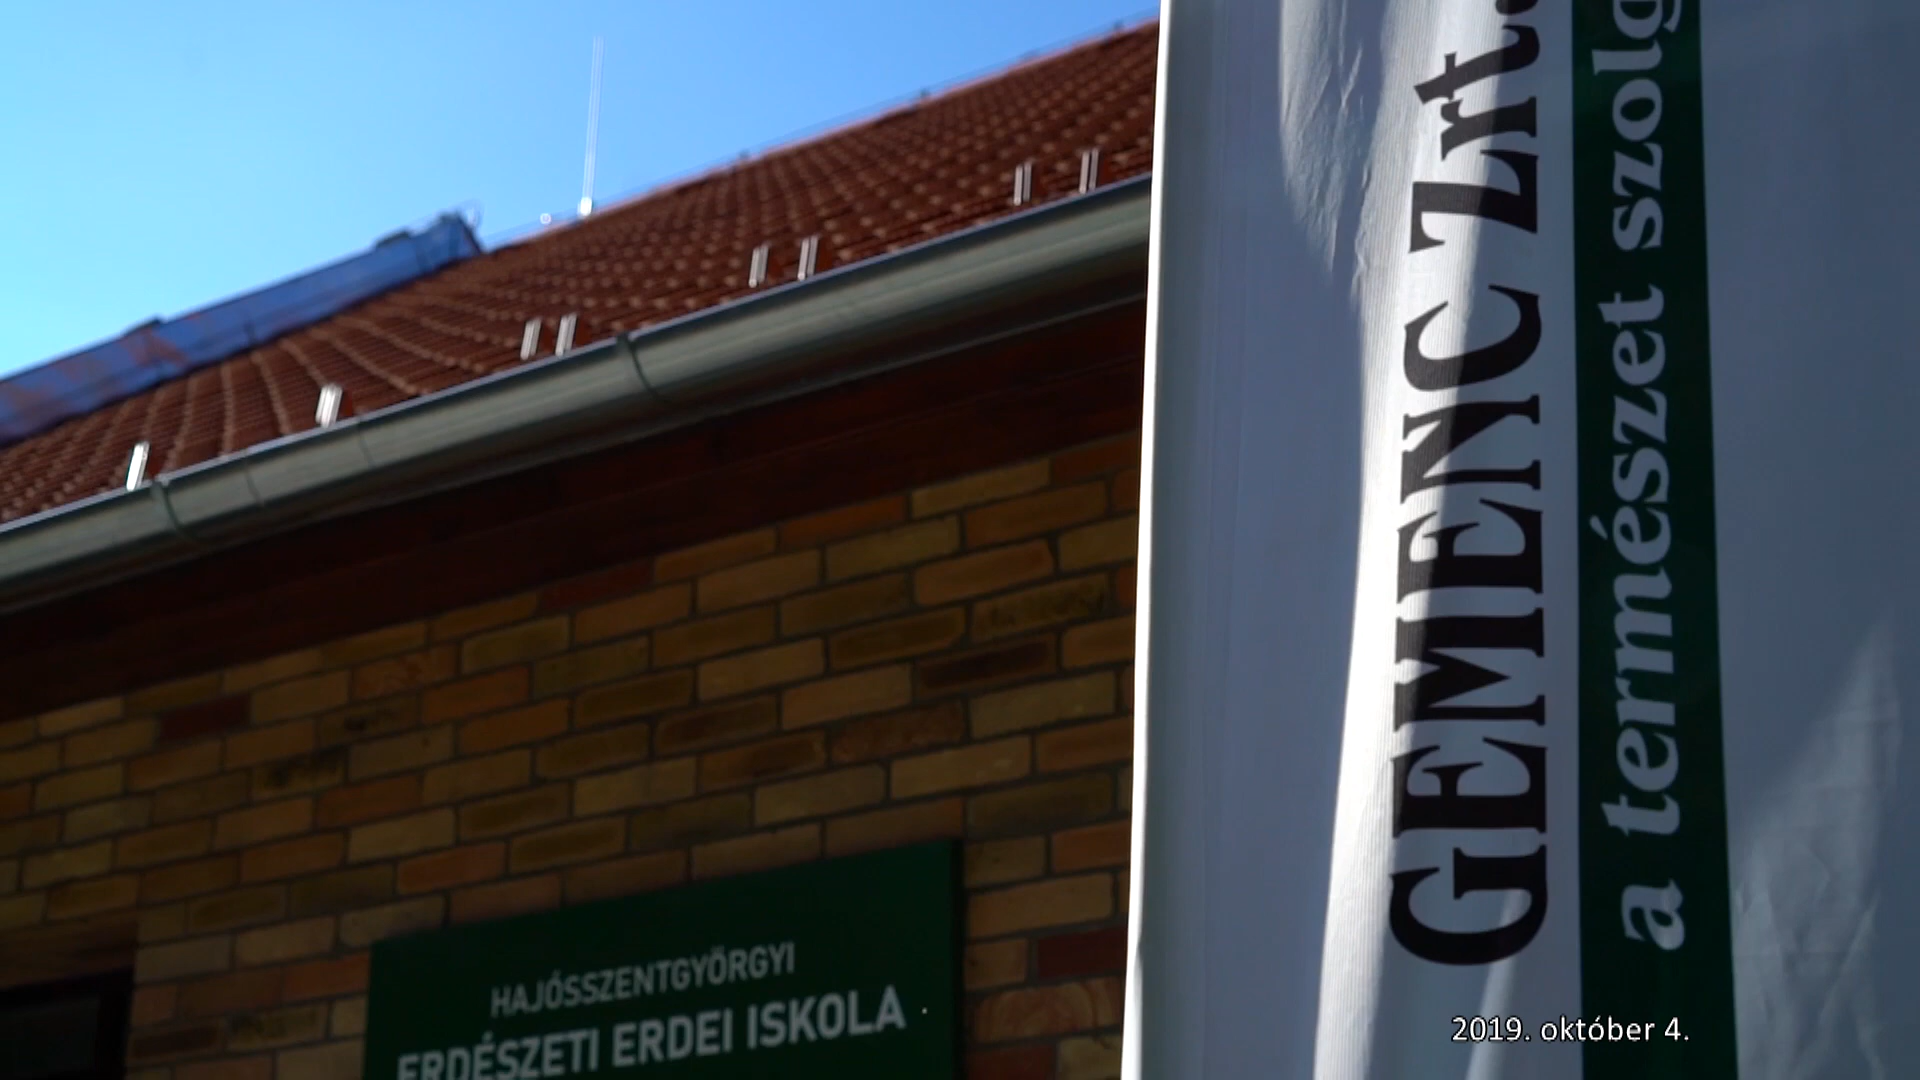 HAJÓSSZENTGYÖRGYI
ERDÉSZETI ERDEI ISKOLA
GEMENC Zrt.
a természet szolg
2019. október 4.